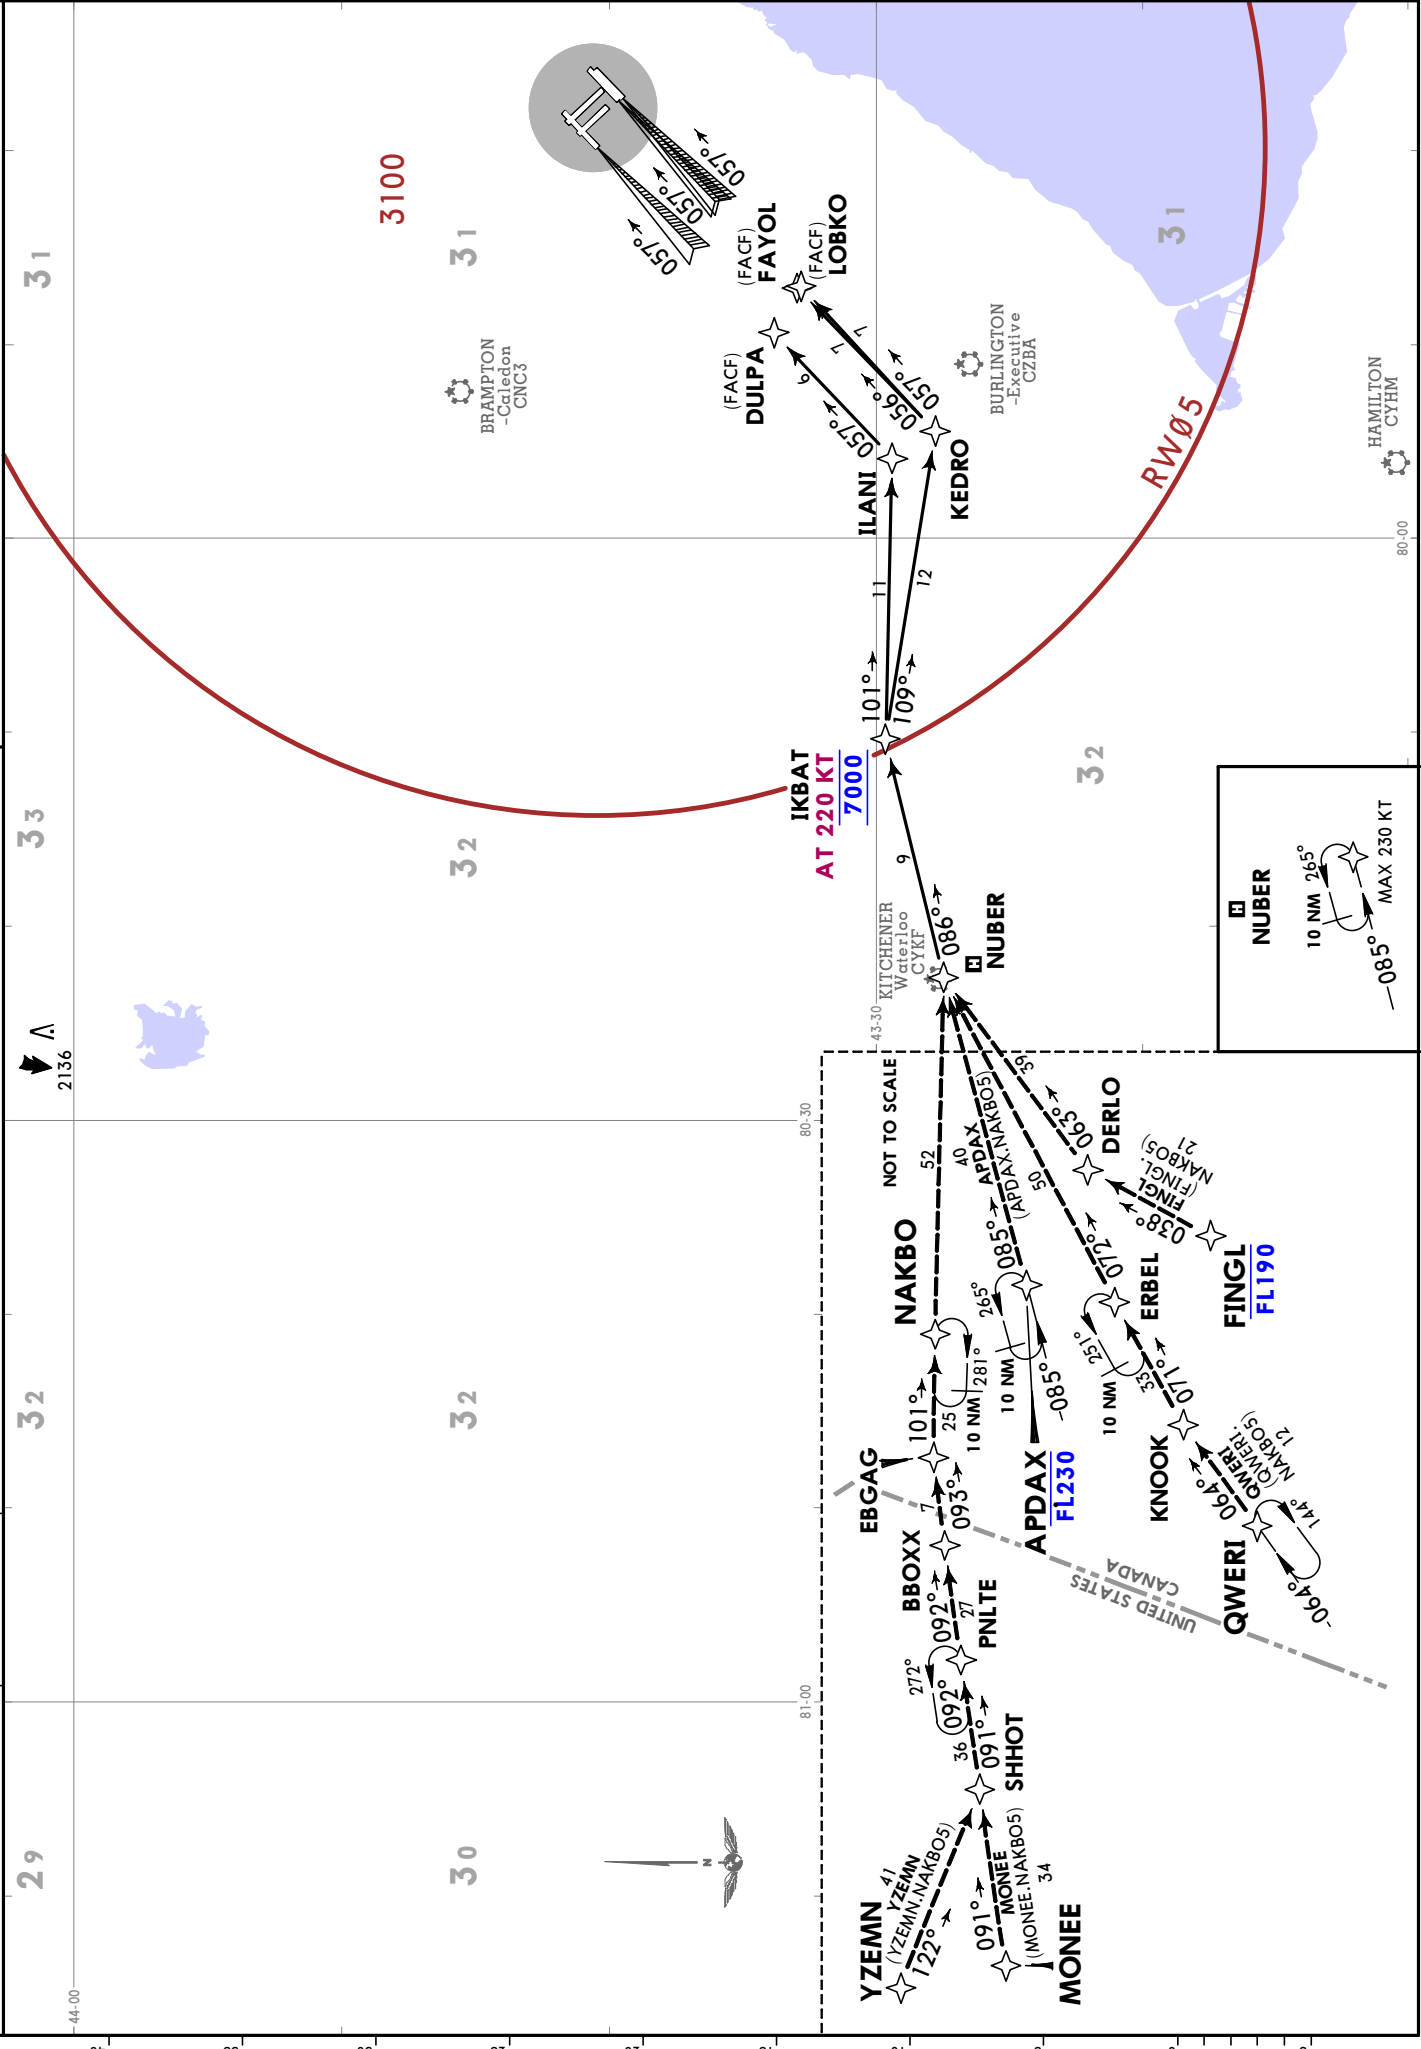 31
31
3100
31
33
32
32
32
32
29
30
2136
V
44-00
43-30
80-00
80-30
81-00
BRAMPTON
-Caledon
CNC3
BURLINGTON
-Executive
CZBA
HAMILTON
CYHM
KITCHENER
Waterloo
CYKF
RWØ5
057°
057°
057°
(FACF)
FAYOL
(FACF)
LOBKO
(FACF)
DULPA
7
7
6
057°
056°
057°
ILANI
KEDRO
11
12
101°
109°
IKBAT
AT 220 KT
7000
9
086°
H
NUBER
32
NOT TO SCALE
52
NAKBO
101°
25
10 NM
281°
EBGAG
7
093°
BBOXX
092°
27
PNLTE
272°
092°
36
091°
SHHOT
YZEMN
41
YZEMN
(YZEMN.NAKBO5)
122°
091°
MONEE
(MONEE.NAKBO5)
34
MONEE
40
APDAX
(APDAX.NAKBO5)
085°
265°
10 NM
-085°
APDAX
FL230
50
072°
ERBEL
251°
10 NM
33
071°
KNOOK
QWERI
(QWERI.
NAKBO5)
12
064°
QWERI
144°
-064°
39
063°
DERLO
FINGL
(FINGL.
NAKBO5)
21
038°
FINGL
FL190
UNITED STATES
CANADA
N
H
NUBER
10 NM
265°
MAX 230 KT
-085°